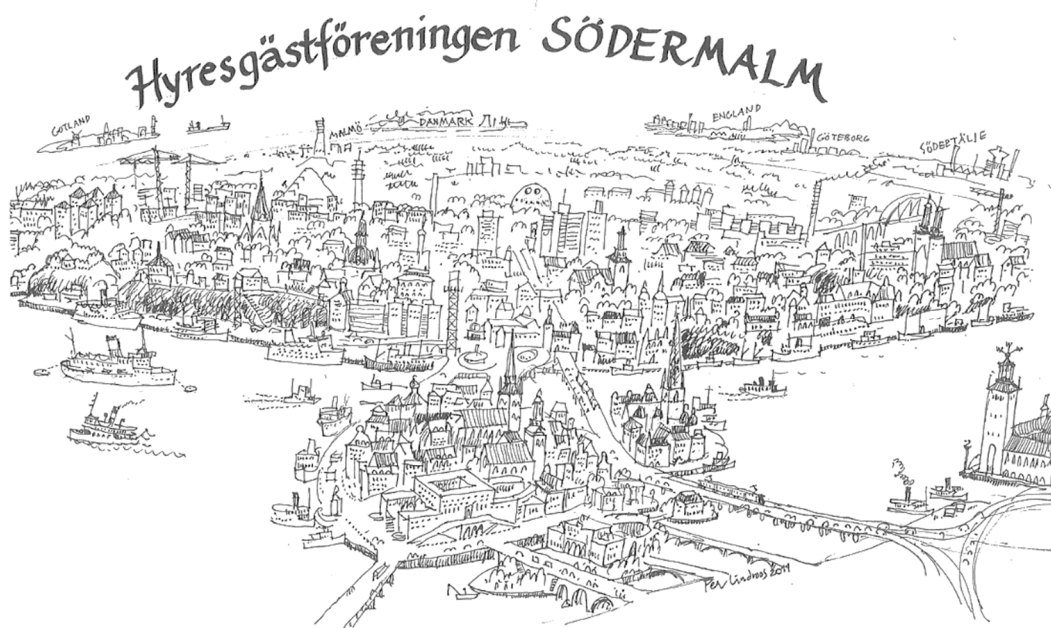 Hyresgästföreningen SÖDERMALM
GOTLAND
MALMÖ
DANMARK
ENGLAND
GÖTEBORG
SÖDERTÄLJE
Per Lindroos 2011